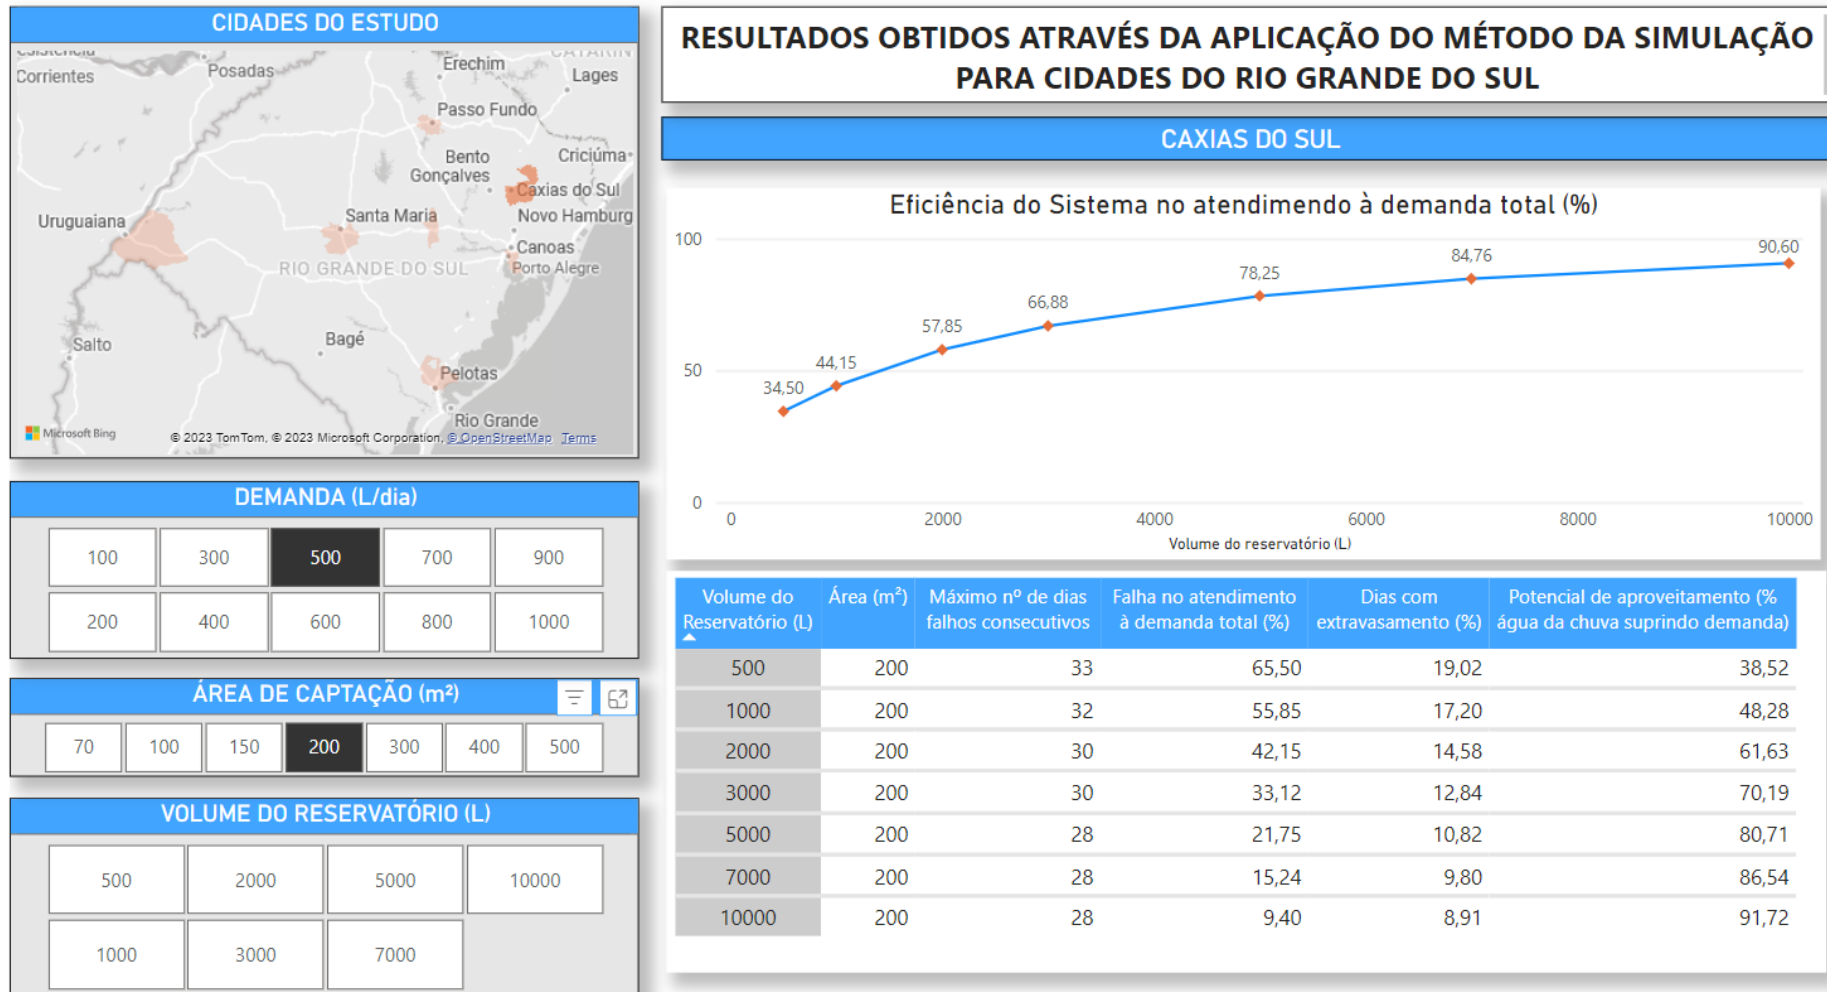 CIDADES DO ESTUDO
Corrientes
Posadas
Erechim
Lages
Passo Fundo
Bento
Gonçalves
Criciúma
Caxias do Sul
Novo Hamburg
Uruguaiana
Santa Maria
Canoas
RIO GRANDE DO SUL
Porto Alegre
Salto
Bagé
Pelotas
Rio Grande
Microsoft Bing
© 2023 TomTom, © 2023 Microsoft Corporation, © OpenStreetMap Terms
DEMANDA (L/dia)
100 300 500 700 900
200 400 600 800 1000
ÁREA DE CAPTAÇÃO (m²)
70 100 150 200 300 400 500
VOLUME DO RESERVATÓRIO (L)
500 2000 5000 10000
1000 3000 7000
RESULTADOS OBTIDOS ATRAVÉS DA APLICAÇÃO DO MÉTODO DA SIMULAÇÃO
PARA CIDADES DO RIO GRANDE DO SUL
CAXIAS DO SUL
Eficiência do Sistema no atendimendo à demanda total (%)
100
50
0
34,50
44,15
57,85
66,88
78,25
84,76
90,60
0 2000 4000 6000 8000 10000
Volume do reservatório (L)
Volume do Reservatório (L) Área (m²) Máximo nº de dias falhos consecutivos Falha no atendimento à demanda total (%) Dias com extravasamento (%) Potencial de aproveitamento (% água da chuva suprindo demanda)
500 200 33 65,50 19,02 38,52
1000 200 32 55,85 17,20 48,28
2000 200 30 42,15 14,58 61,63
3000 200 30 33,12 12,84 70,19
5000 200 28 21,75 10,82 80,71
7000 200 28 15,24 9,80 86,54
10000 200 28 9,40 8,91 91,72